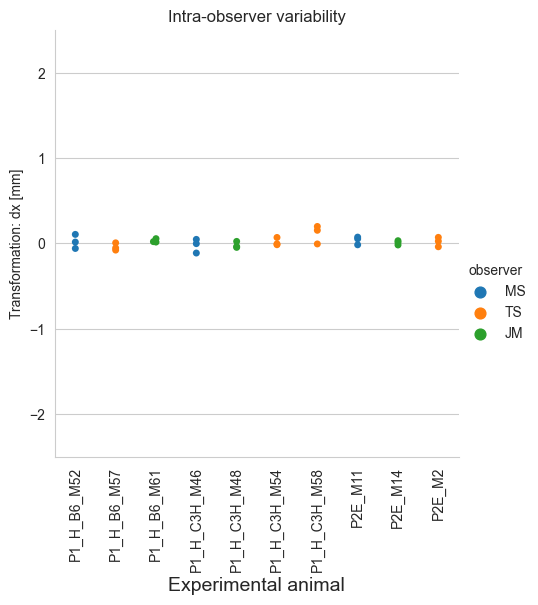 Intra-observer variability
Transformation: dx [mm]
2
1
0
−1
−2
P1_H_B6_M52
P1_H_B6_M57
P1_H_B6_M61
P1_H_C3H_M46
P1_H_C3H_M48
P1_H_C3H_M54
P1_H_C3H_M58
P2E_M11
P2E_M14
P2E_M2
Experimental animal
observer
MS
TS
JM